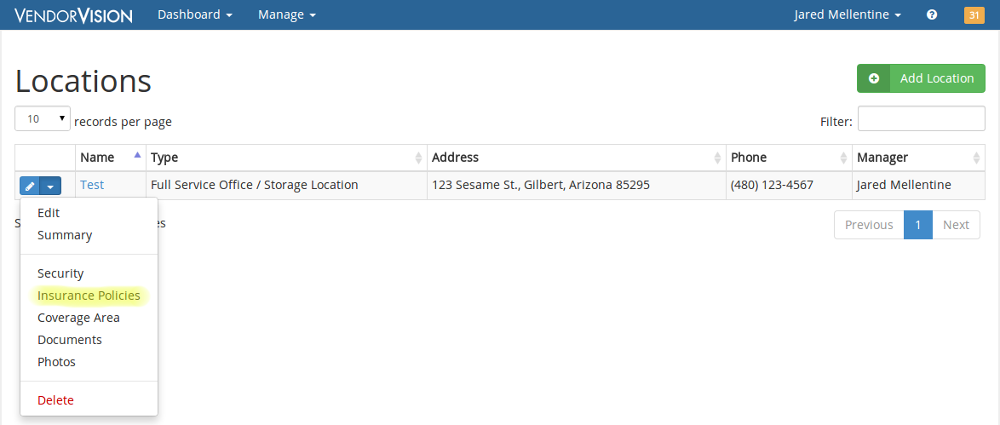 VENDORVISION Dashboard Manage Jared Mellentine 31
Locations
Add Location
10 records per page
Filter:
Name Type Address Phone Manager
Test Full Service Office / Storage Location 123 Sesame St., Gilbert, Arizona 85295 (480) 123-4567 Jared Mellentine
Edit
Previous 1 Next
Summary
Security
Insurance Policies
Coverage Area
Documents
Photos
Delete